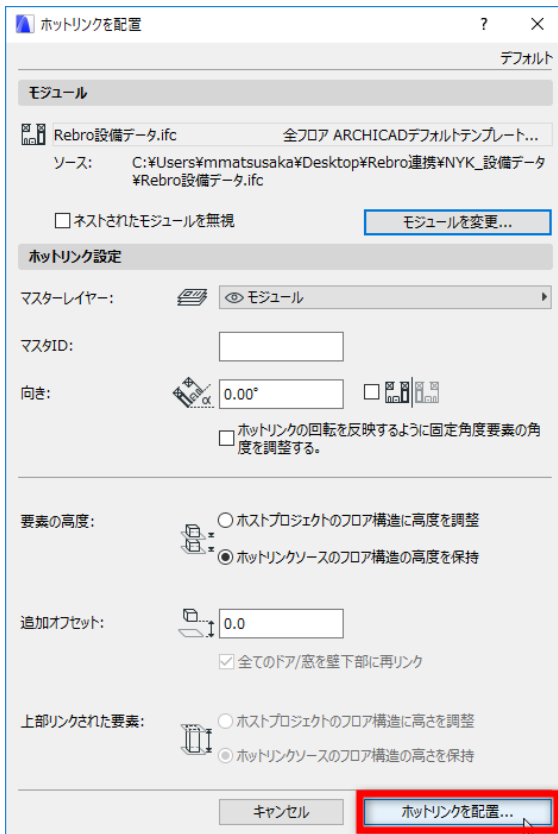 ホットリンクを配置
?
デフォルト
モジュール
Rebro設備データ.ifc 全フロア ARCHICADデフォルトテンプレート...
ソース: C:¥Users¥mmatsusaka¥Desktop¥Rebro連携¥NYK_設備データ
¥Rebro設備データ.ifc
ネストされたモジュールを無視
モジュールを変更...
ホットリンク設定
マスターレイヤー: モジュール
マスタID:
向き: α 0.00°
ホットリンクの回転を反映するように固定角度要素の角
度を調整する。
要素の高度: ホストプロジェクトのフロア構造に高度を調整
ホットリンクソースのフロア構造の高度を保持
追加オフセット: 0.0
全てのドア/窓を壁下部に再リンク
上部リンクされた要素: ホストプロジェクトのフロア構造に高さを調整
ホットリンクソースのフロア構造の高さを保持
キャンセル ホットリンクを配置...